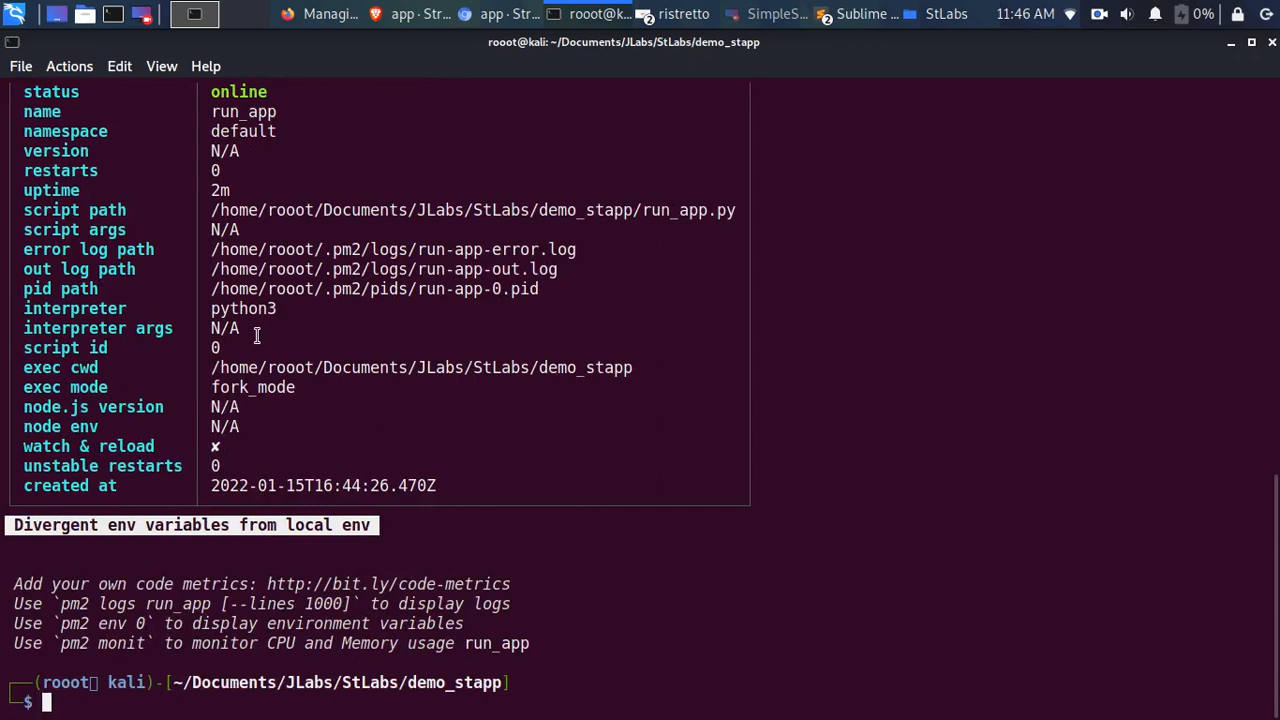 Managi... app · Str... app · Str... rooot@k... 2 ristretto SimpleS... 2 Sublime ... StLabs 11:46 AM 0%
rooot@kali: ~/Documents/JLabs/StLabs/demo_stapp
File Actions Edit View Help
status online
name run_app
namespace default
version N/A
restarts 0
uptime 2m
script path /home/rooot/Documents/JLabs/StLabs/demo_stapp/run_app.py
script args N/A
error log path /home/rooot/.pm2/logs/run-app-error.log
out log path /home/rooot/.pm2/logs/run-app-out.log
pid path /home/rooot/.pm2/pids/run-app-0.pid
interpreter python3
interpreter args N/A
script id 0
exec cwd /home/rooot/Documents/JLabs/StLabs/demo_stapp
exec mode fork_mode
node.js version N/A
node env N/A
watch & reload ✘
unstable restarts 0
created at 2022-01-15T16:44:26.470Z
Divergent env variables from local env
Add your own code metrics: http://bit.ly/code-metrics
Use `pm2 logs run_app [--lines 1000]` to display logs
Use `pm2 env 0` to display environment variables
Use `pm2 monit` to monitor CPU and Memory usage run_app
(rooot kali)-[~/Documents/JLabs/StLabs/demo_stapp]
$